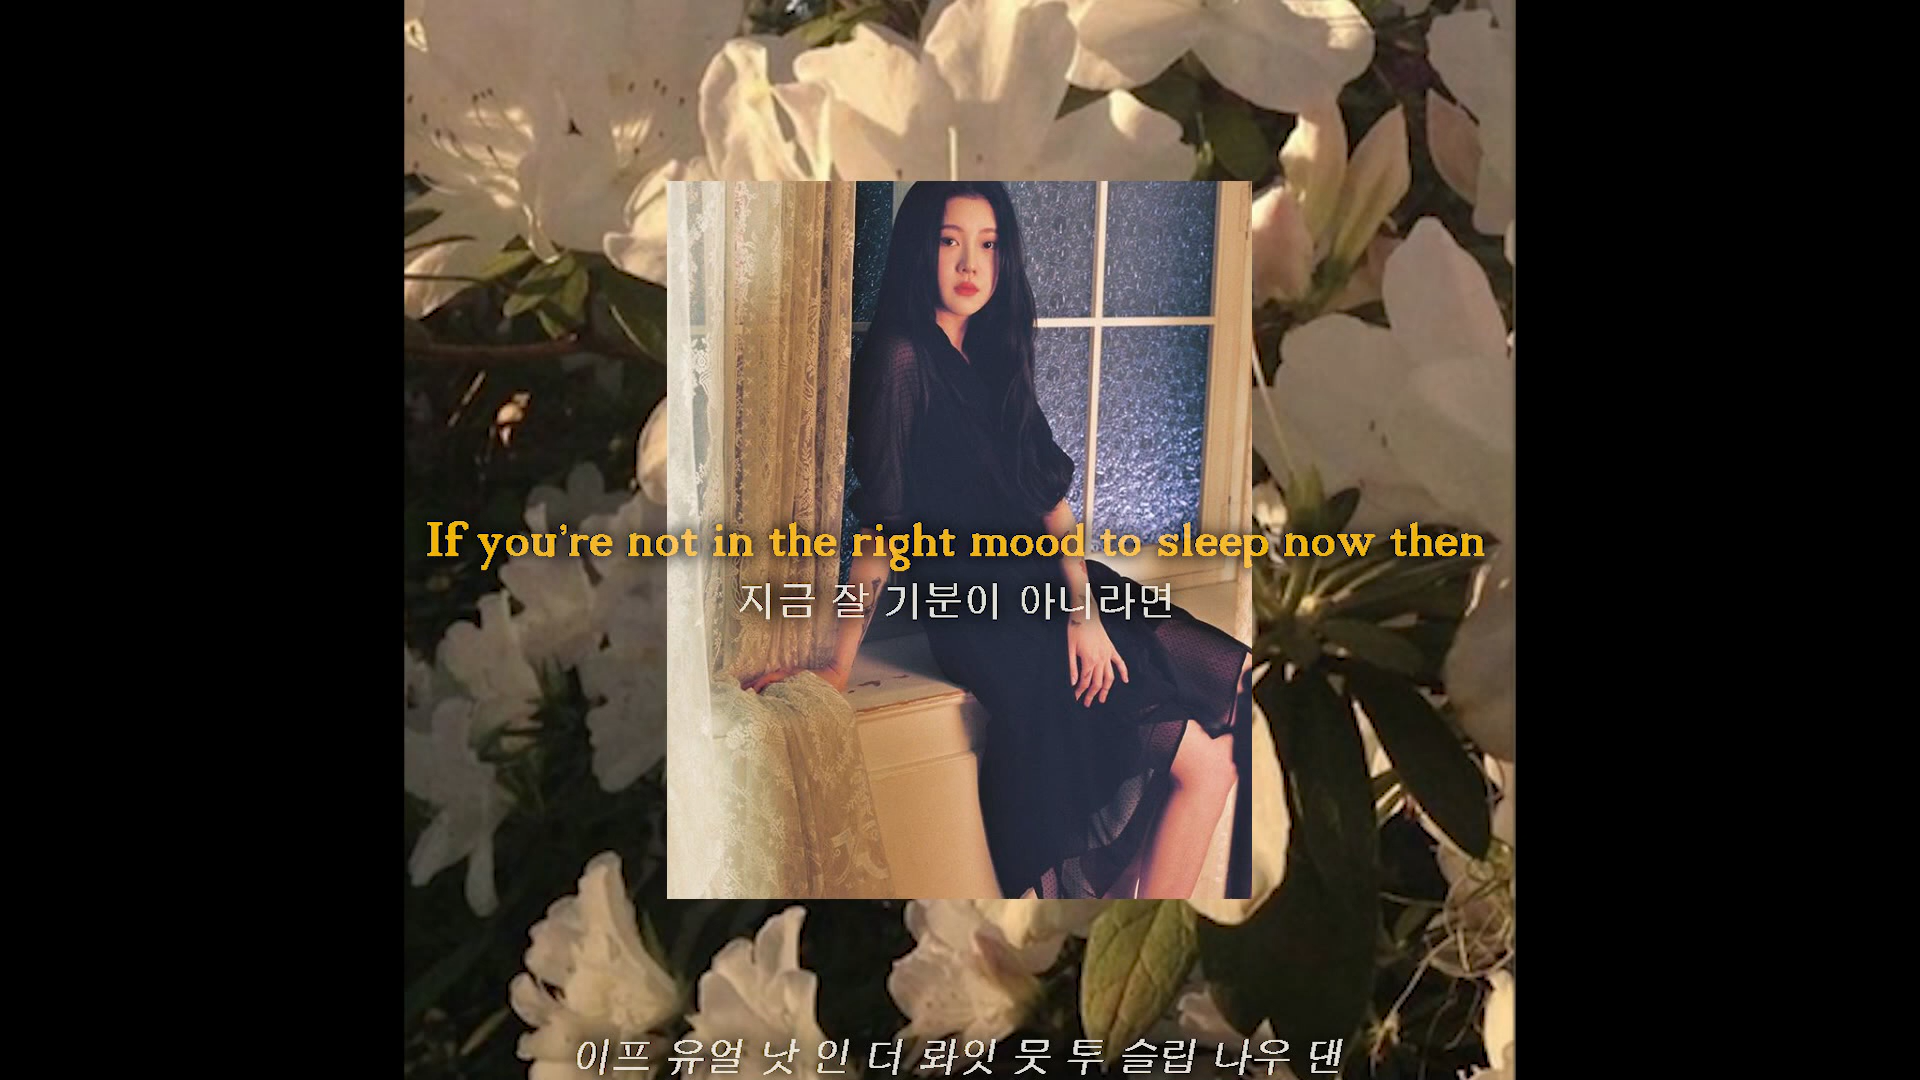 If you're not in the right mood to sleep now then
지금 잘 기분이 아니라면
이프 유얼 낫 인 더 롸잇 뭇 투 슬립 나우 댄